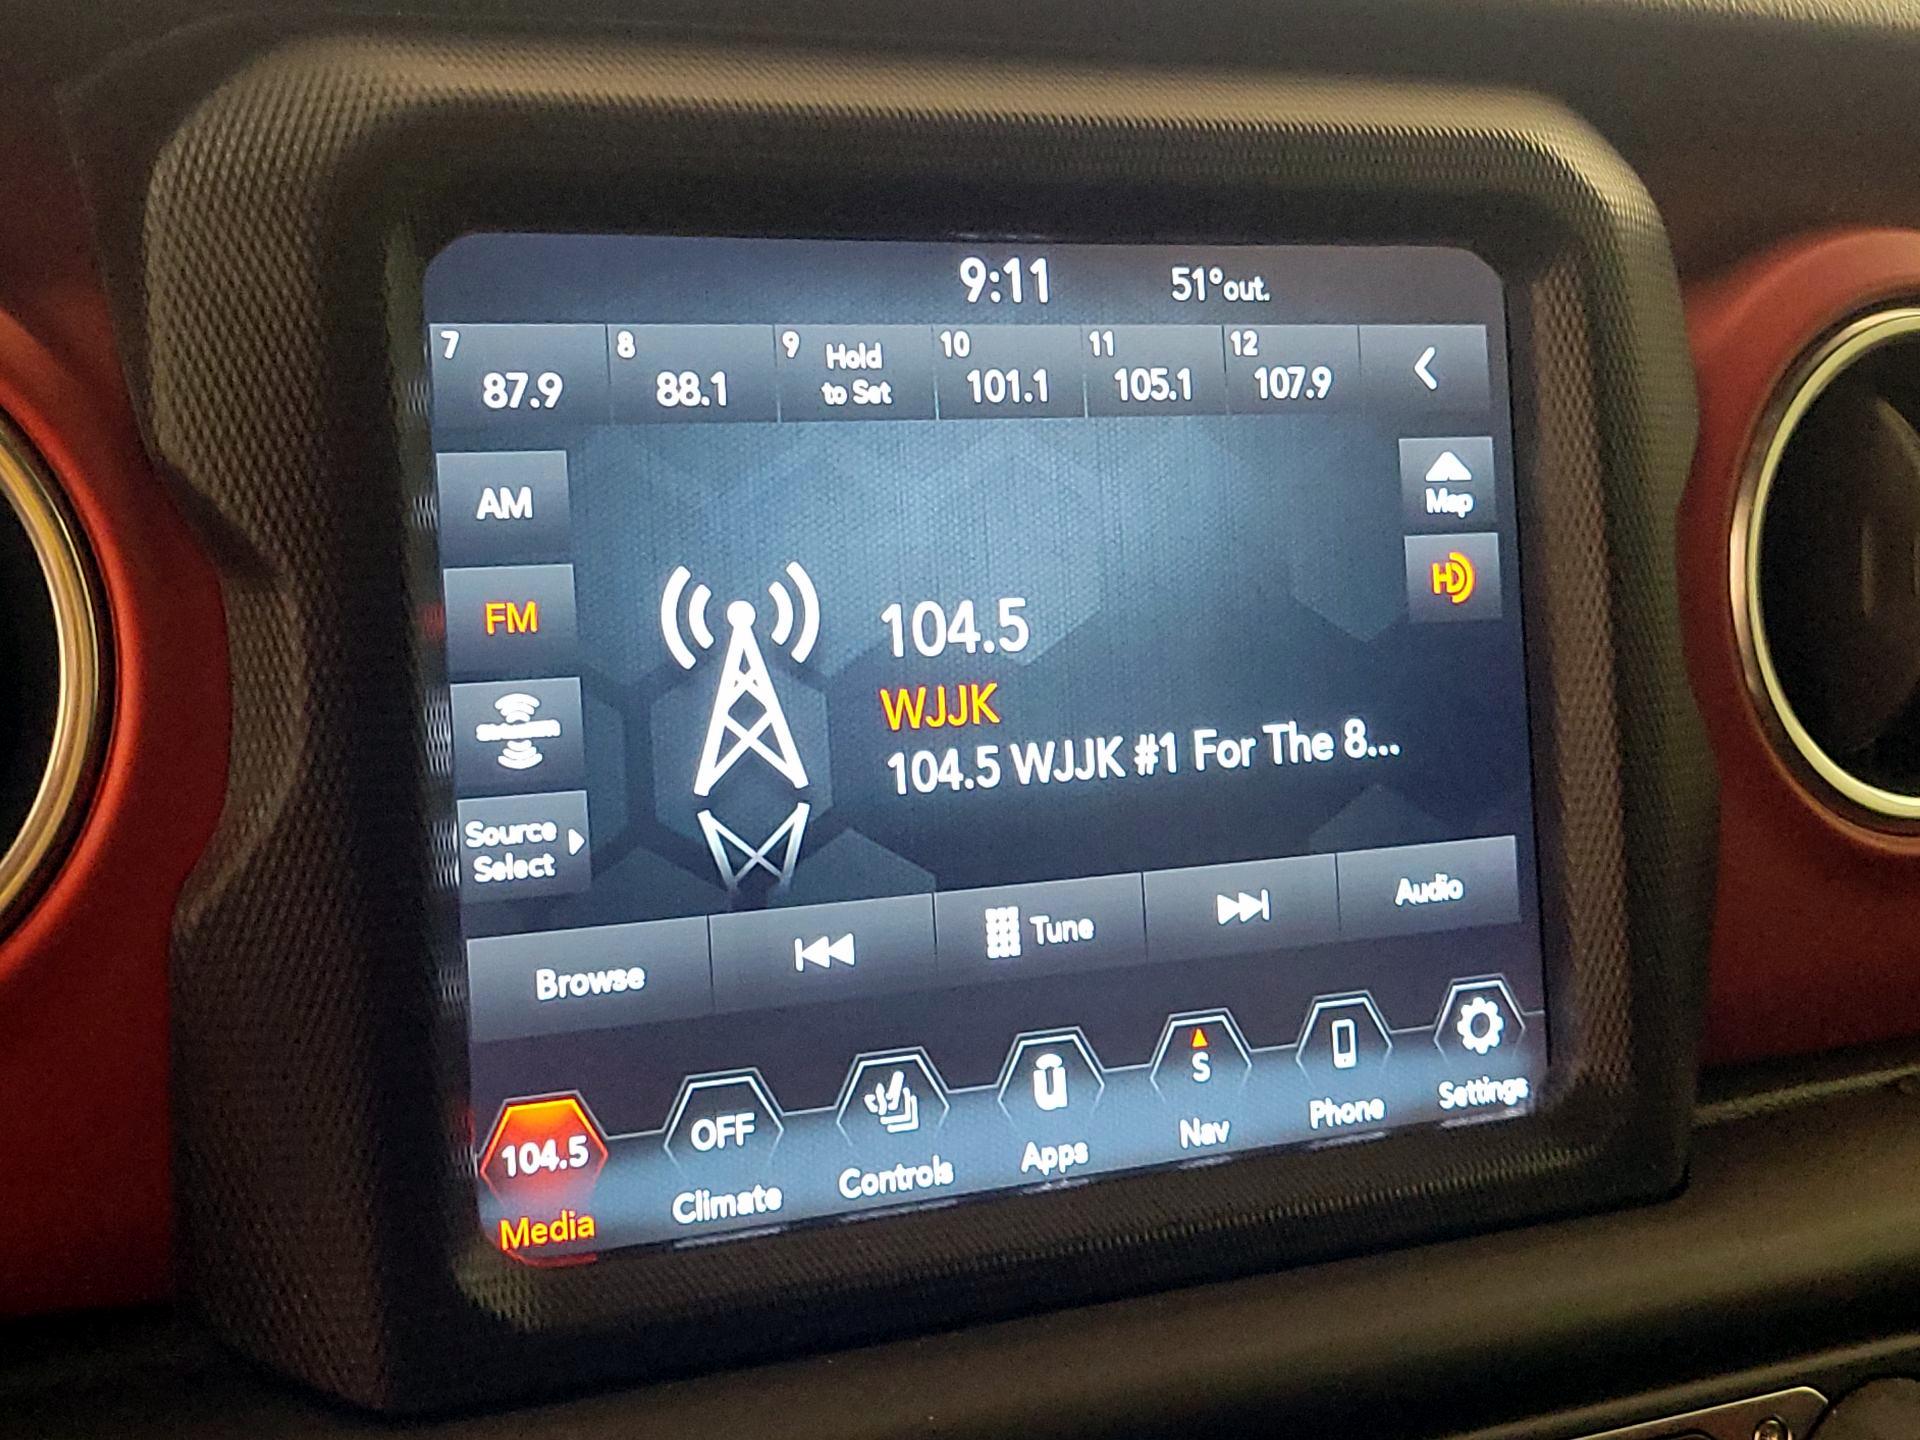 9:11 51°out.
7 8 9 Hold 10 11 12
87.9 88.1 to Set 101.1 105.1 107.9
AM
Map
FM
HD
104.5
WJJK
104.5 WJJK #1 For The 8...
Source
Select
Browse Tune Audio
104.5 OFF S
Media Climate Controls Apps Nav Phone Settings